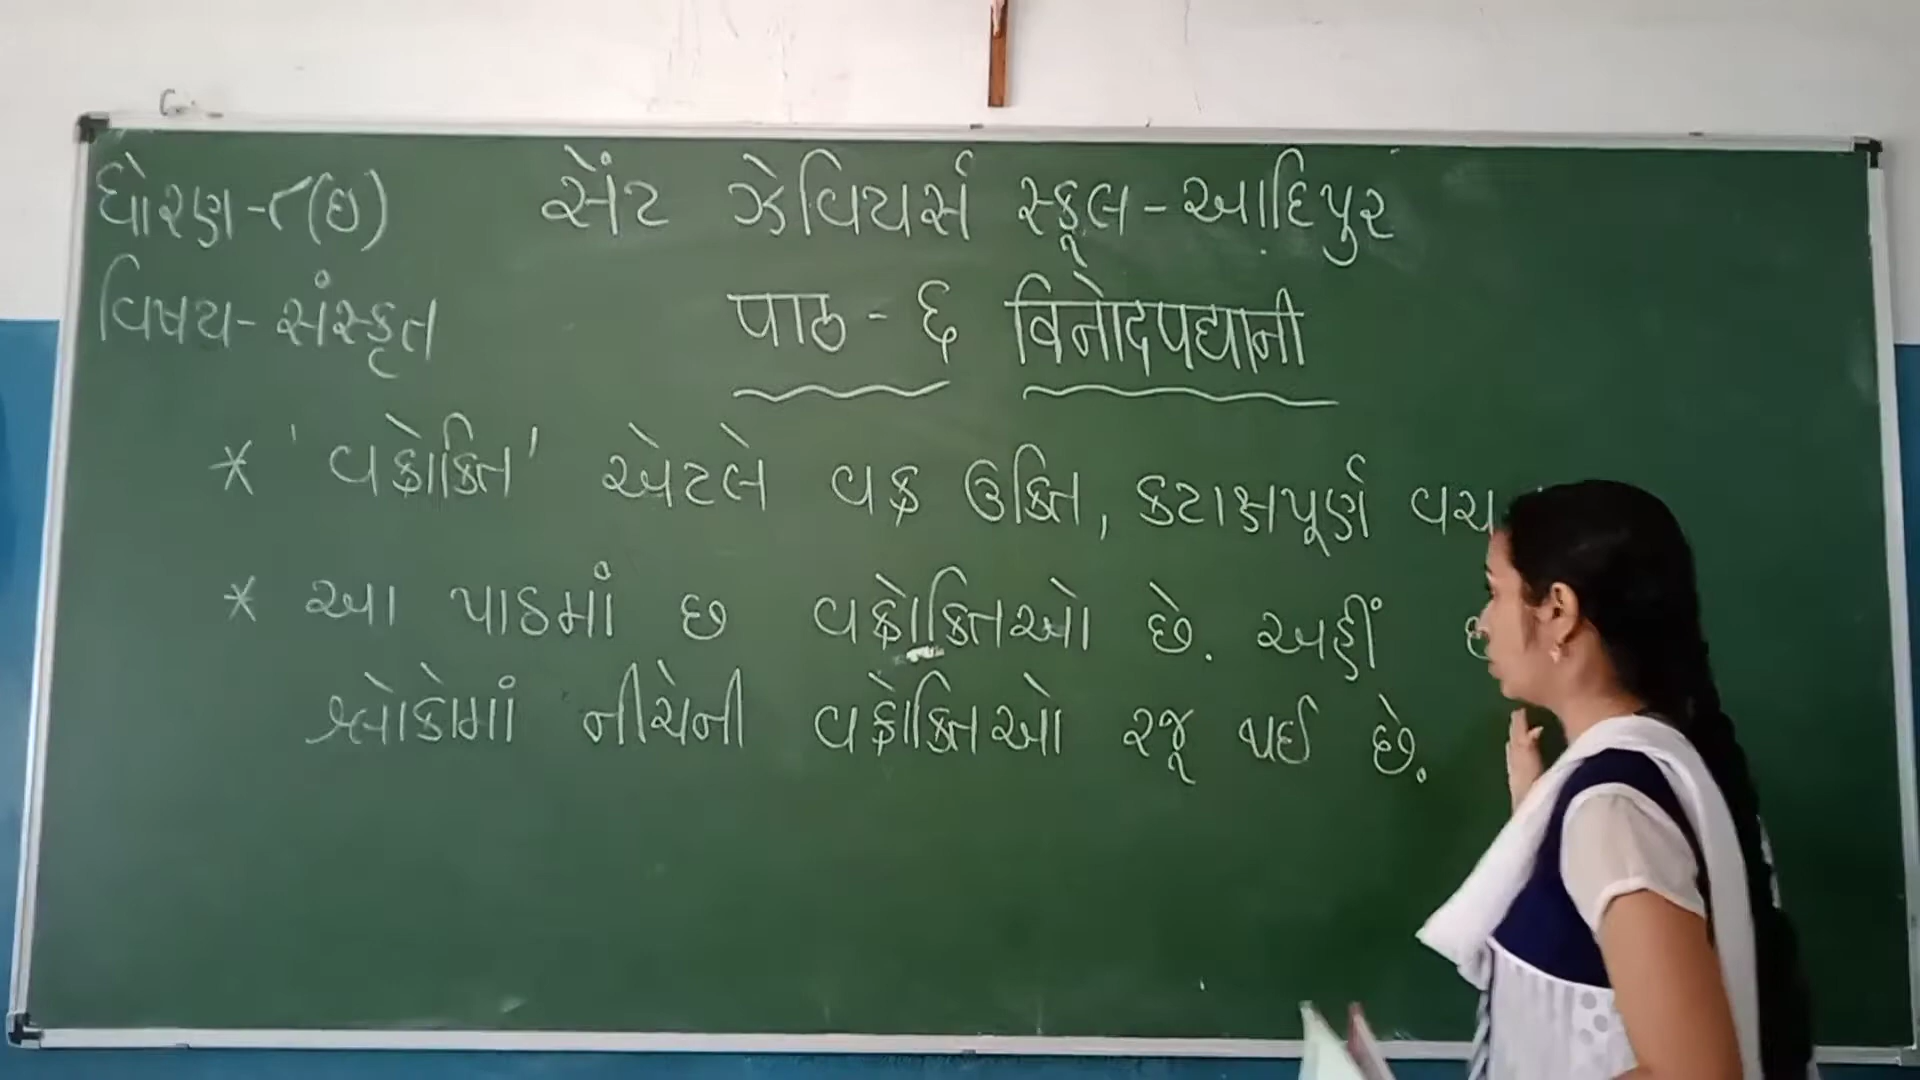 ધોરણ-૮(ઇ)
સેંટ ઝેવિયર્સ સ્કૂલ-આદિપુર
વિષય-સંસ્કૃત
पाठ - ६ विनोदपद्यानी
* 'વક્રોક્તિ' એટલે વક્ર ઉક્તિ, કટાક્ષપૂર્ણ વચ
* આ પાઠમાં છ વક્રોક્તિઓ છે. અહીં
શ્લોકોમાં નીચેની વક્રોક્તિઓ રજૂ થઈ છે.